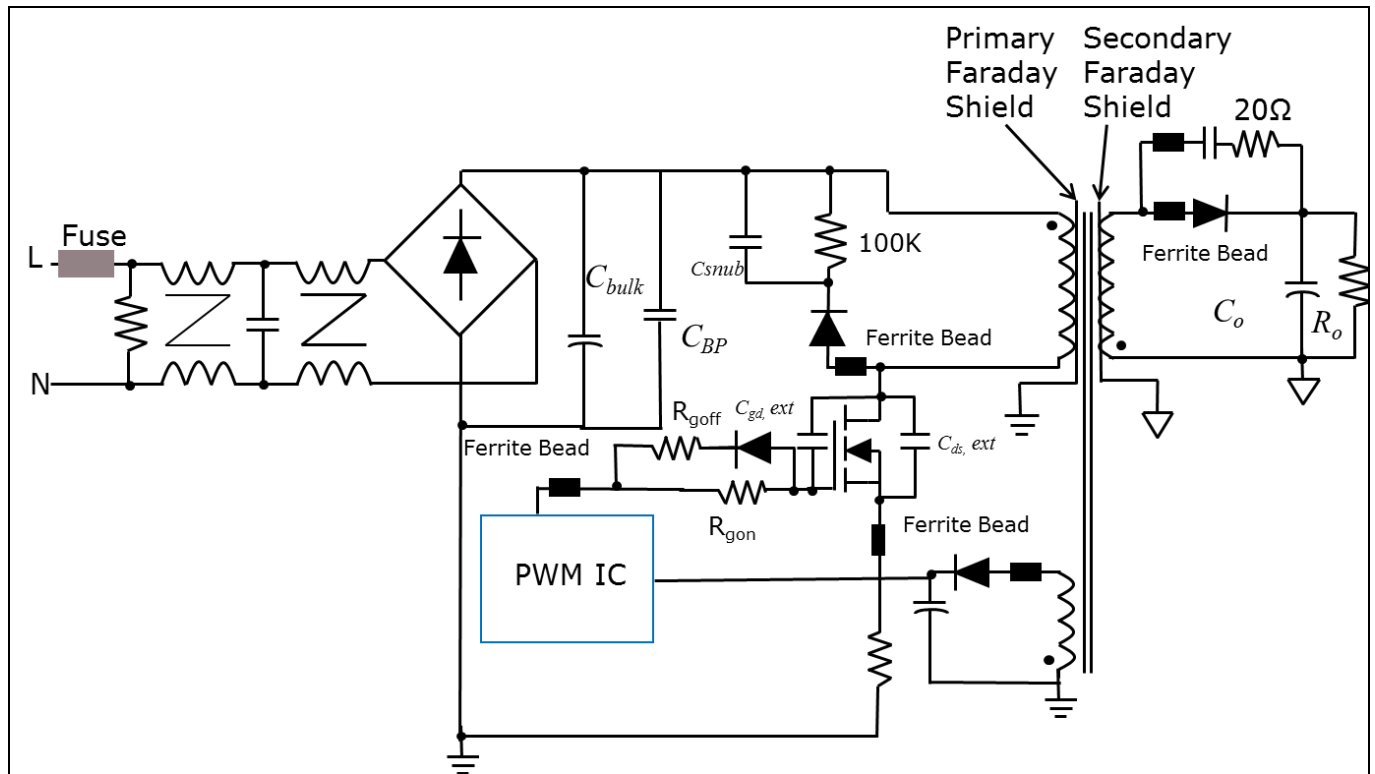 Primary
Faraday
Shield
Secondary
Faraday
Shield
20Ω
Fuse
L
100K
Csnub
C_bulk
C_BP
Ferrite Bead
Ferrite Bead
C_o
R_o
N
R_goff
C_gd, ext
C_ds, ext
Ferrite Bead
R_gon
Ferrite Bead
PWM IC